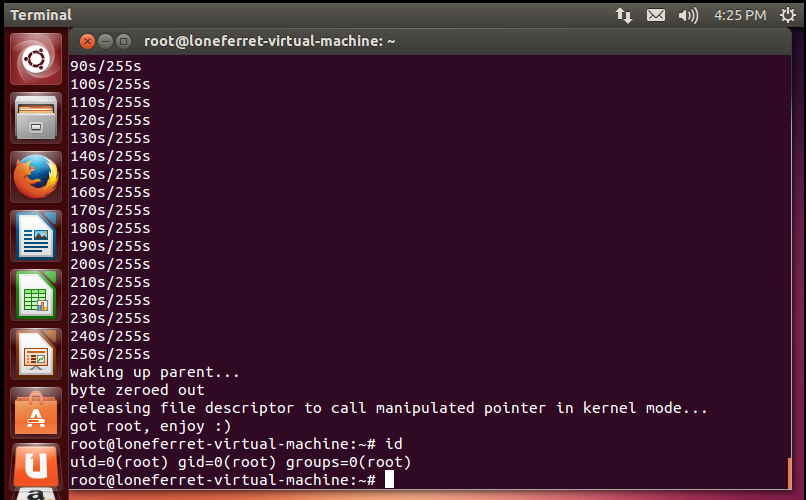 Terminal
4:25 PM
root@loneferret-virtual-machine: ~
90s/255s
100s/255s
110s/255s
120s/255s
130s/255s
140s/255s
150s/255s
160s/255s
170s/255s
180s/255s
190s/255s
200s/255s
210s/255s
220s/255s
230s/255s
240s/255s
250s/255s
waking up parent...
byte zeroed out
releasing file descriptor to call manipulated pointer in kernel mode...
got root, enjoy :)
root@loneferret-virtual-machine:~# id
uid=0(root) gid=0(root) groups=0(root)
root@loneferret-virtual-machine:~#